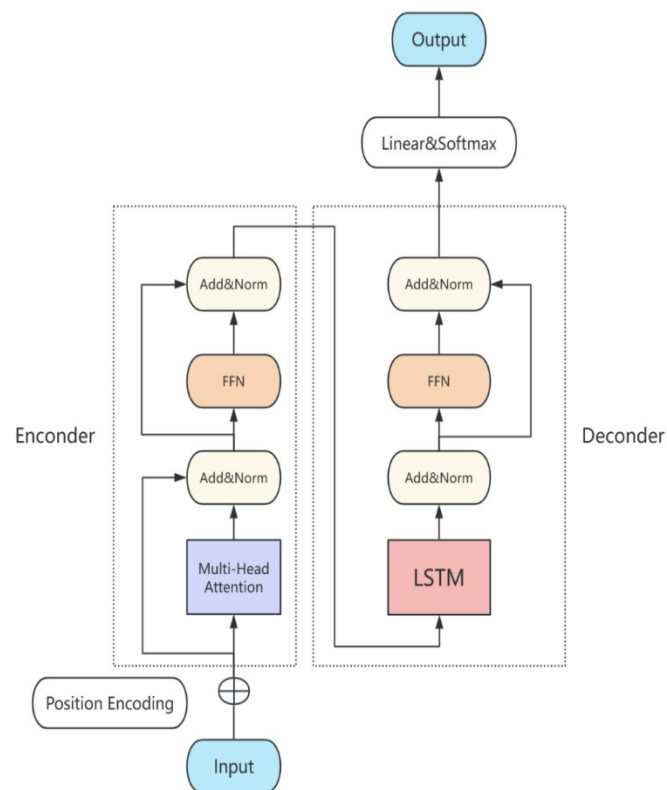 Output
Linear&Softmax
Add&Norm
FFN
Enconder
Add&Norm
Multi-Head
Attention
Position Encoding
Input
Add&Norm
FFN
Deconder
Add&Norm
LSTM